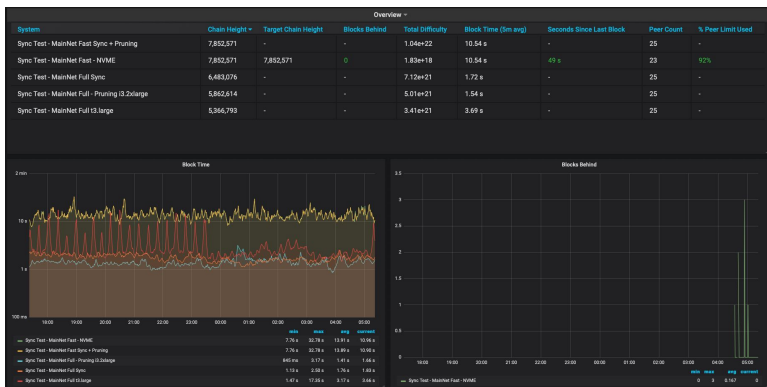 Overview
System Chain Height Target Chain Height Blocks Behind Total Difficulty Block Time (5m avg) Seconds Since Last Block Peer Count % Peer Limit Used
Sync Test - MainNet Fast Sync + Pruning 7,852,571 - - 1.04e+22 10.54 s - 25 -
Sync Test - MainNet Fast - NVME 7,852,571 7,852,571 0 1.83e+18 10.54 s 49 s 23 92%
Sync Test - MainNet Full Sync 6,483,076 - - 7.12e+21 1.72 s - 25 -
Sync Test - MainNet Full - Pruning i3.2xlarge 5,862,614 - - 5.01e+21 1.54 s - 25 -
Sync Test - MainNet Full t3.large 5,366,793 - - 3.41e+21 3.69 s - 25 -
Block Time
2 min
10 s
1 s
100 ms
18:00 19:00 20:00 21:00 22:00 23:00 00:00 01:00 02:00 03:00 04:00 05:00
min max avg current
Sync Test - MainNet Fast - NVME 7.76 s 32.78 s 13.91 s 10.96 s
Sync Test - MainNet Fast Sync + Pruning 7.76 s 32.78 s 13.89 s 10.90 s
Sync Test - MainNet Full - Pruning i3.2xlarge 845 ms 3.17 s 1.41 s 1.66 s
Sync Test - MainNet Full Sync 1.13 s 2.50 s 1.76 s 1.83 s
Sync Test - MainNet Full t3.large 1.47 s 17.35 s 3.17 s 3.66 s
Blocks Behind
3.5
3
2.5
2
1.5
1
0.5
0
18:00 19:00 20:00 21:00 22:00 23:00 00:00 01:00 02:00 03:00 04:00 05:00
min max avg current
Sync Test - MainNet Fast - NVME 0 3 0.167 0